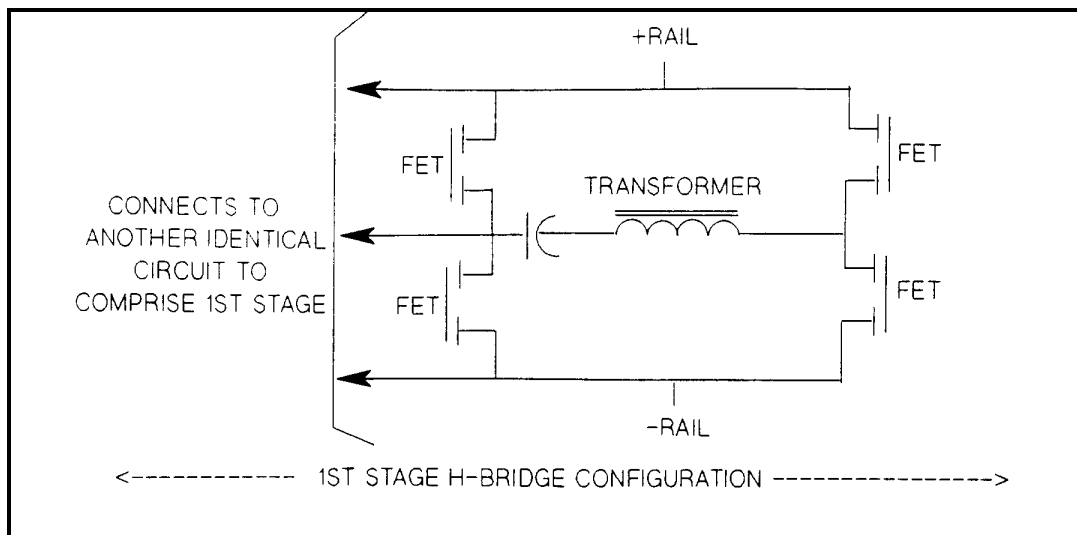 +RAIL
FET
FET
TRANSFORMER
CONNECTS TO
ANOTHER IDENTICAL
CIRCUIT TO
COMPRISE 1ST STAGE
FET
FET
-RAIL
<------------ 1ST STAGE H-BRIDGE CONFIGURATION ---------------->